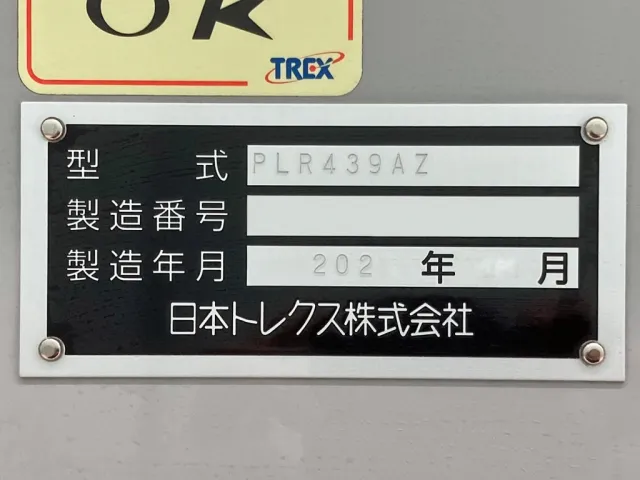 OK
TREX
型 式 PLR439AZ
製造番号
製造年月 202 年 月
日本トレクス株式会社